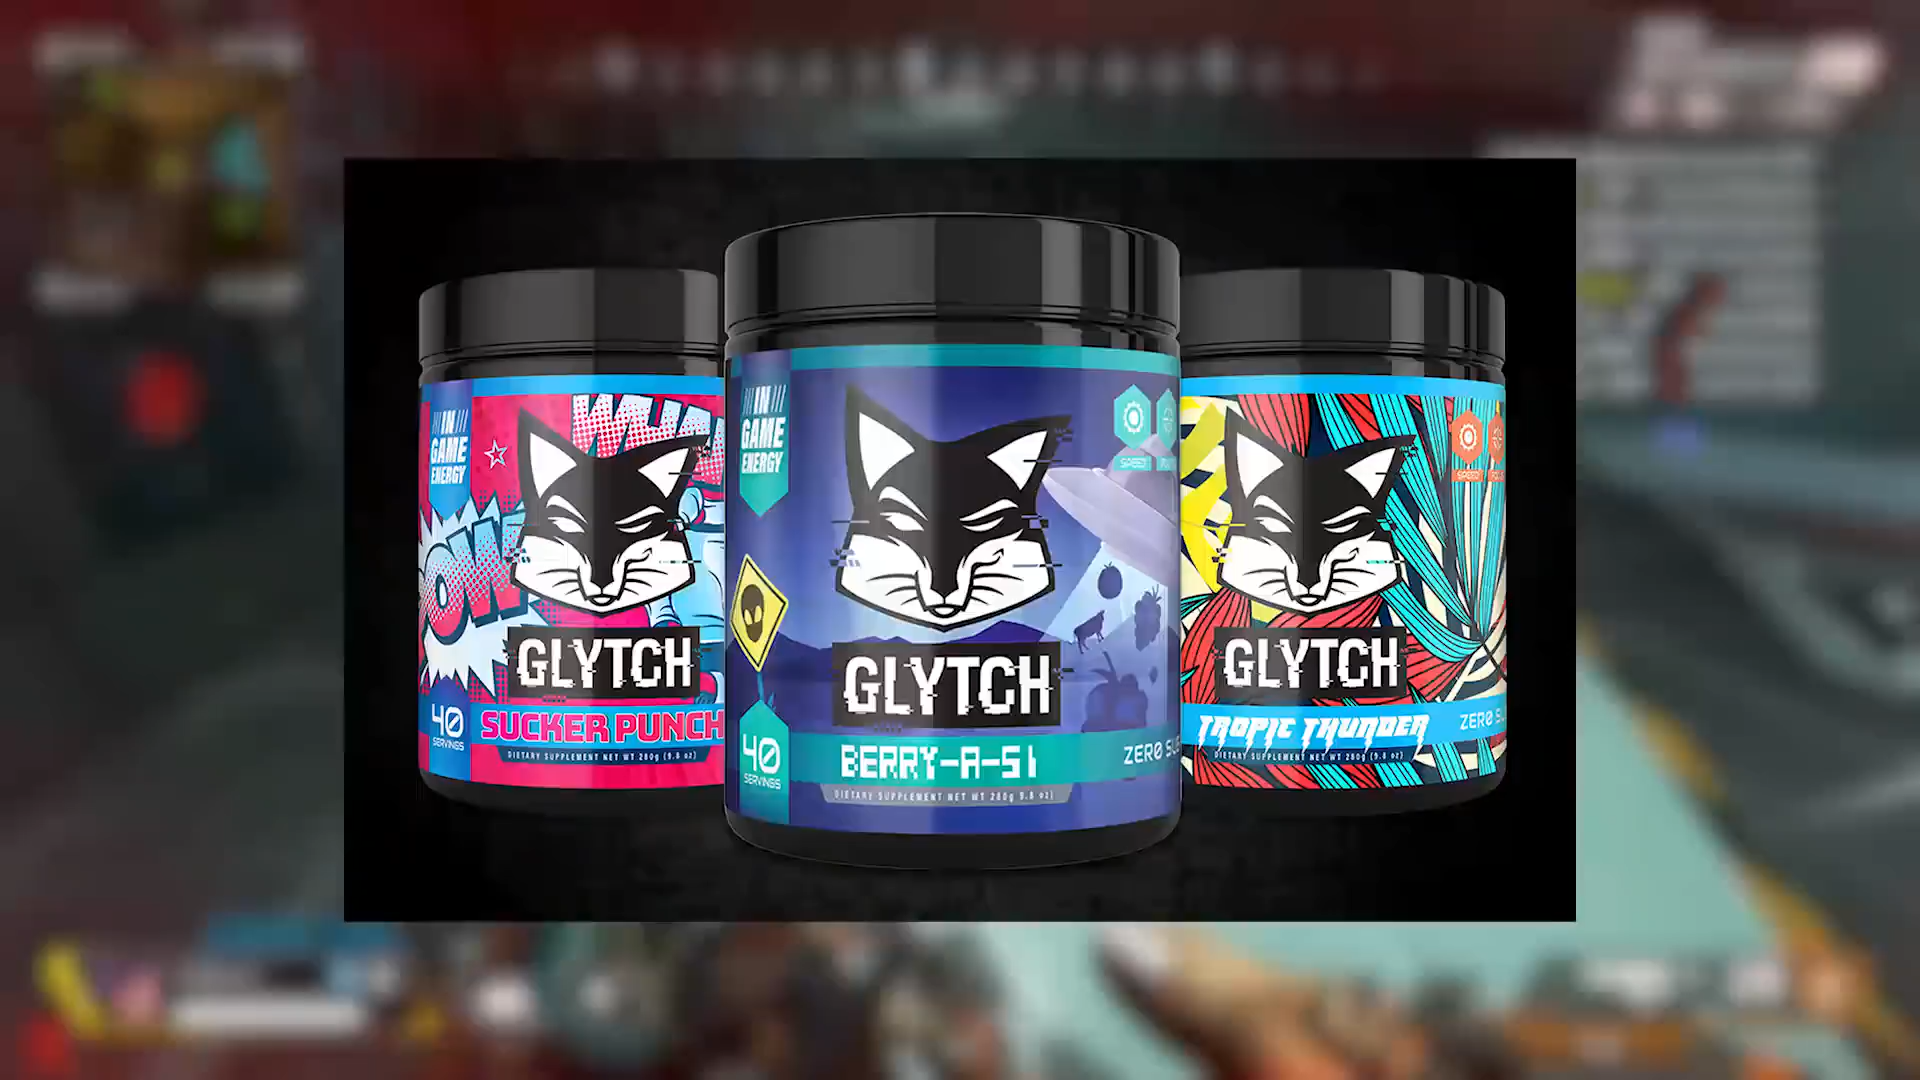 IN
GAME
ENERGY
GLYTCH
40
SERVINGS
SUCKER PUNCH
DIETARY SUPPLEMENT NET WT 280g (9.8 oz)
IN
GAME
ENERGY
SPEED
GLYTCH
40
SERVINGS
BERRY-A-51
ZERO SU
DIETARY SUPPLEMENT NET WT 280g 9.8 oz)
SPEED
GLYTCH
TROPIC THUNDER
ZERO SU
DIETARY SUPPLEMENT NET WT 280g (9.8 oz)